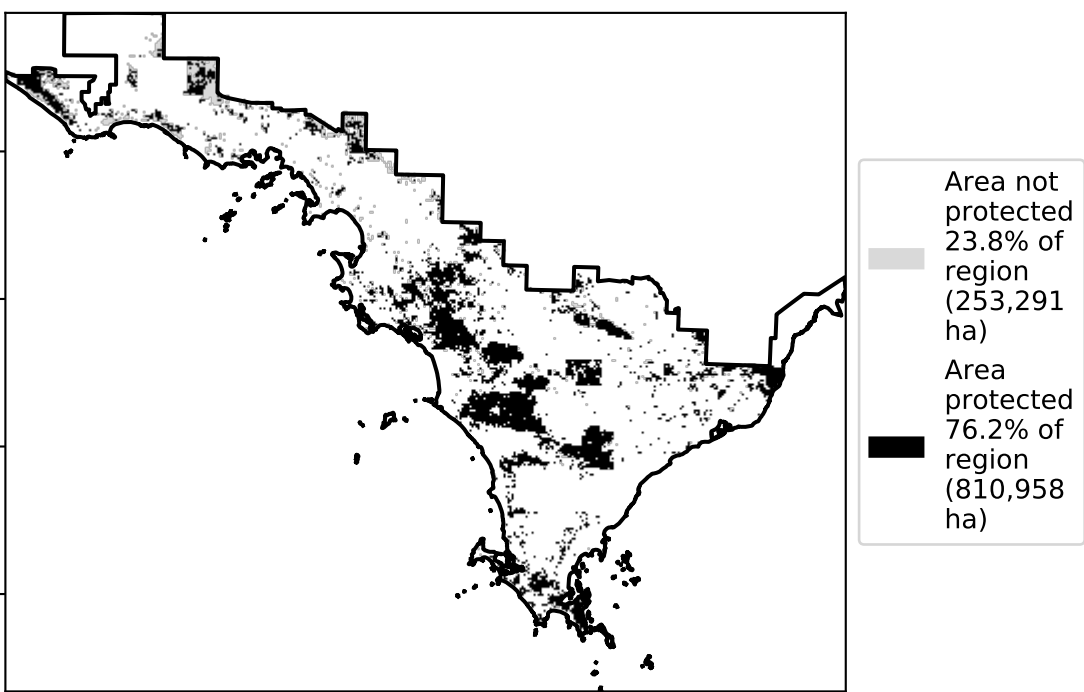 Area not
protected
23.8% of
region
(253,291
ha)
Area
protected
76.2% of
region
(810,958
ha)